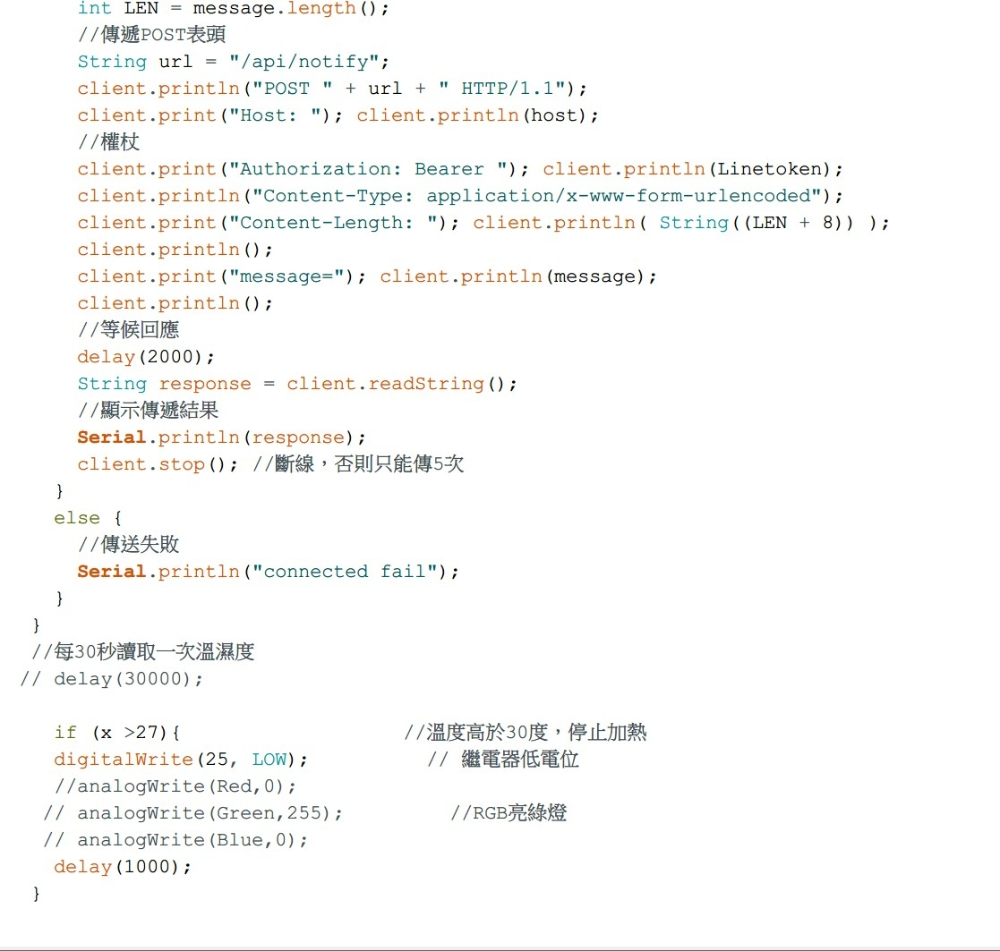 int LEN = message.length();
//傳遞POST表頭
String url = "/api/notify";
client.println("POST " + url + " HTTP/1.1");
client.print("Host: "); client.println(host);
//權杖
client.print("Authorization: Bearer "); client.println(Linetoken);
client.println("Content-Type: application/x-www-form-urlencoded");
client.print("Content-Length: "); client.println( String((LEN + 8)) );
client.println();
client.print("message="); client.println(message);
client.println();
//等候回應
delay(2000);
String response = client.readString();
//顯示傳遞結果
Serial.println(response);
client.stop(); //斷線，否則只能傳5次
}
else {
//傳送失敗
Serial.println("connected fail");
}
}
//每30秒讀取一次溫濕度
// delay(30000);
if (x >27){ //溫度高於30度，停止加熱
digitalWrite(25, LOW); // 繼電器低電位
//analogWrite(Red,0);
// analogWrite(Green,255); //RGB亮綠燈
// analogWrite(Blue,0);
delay(1000);
}